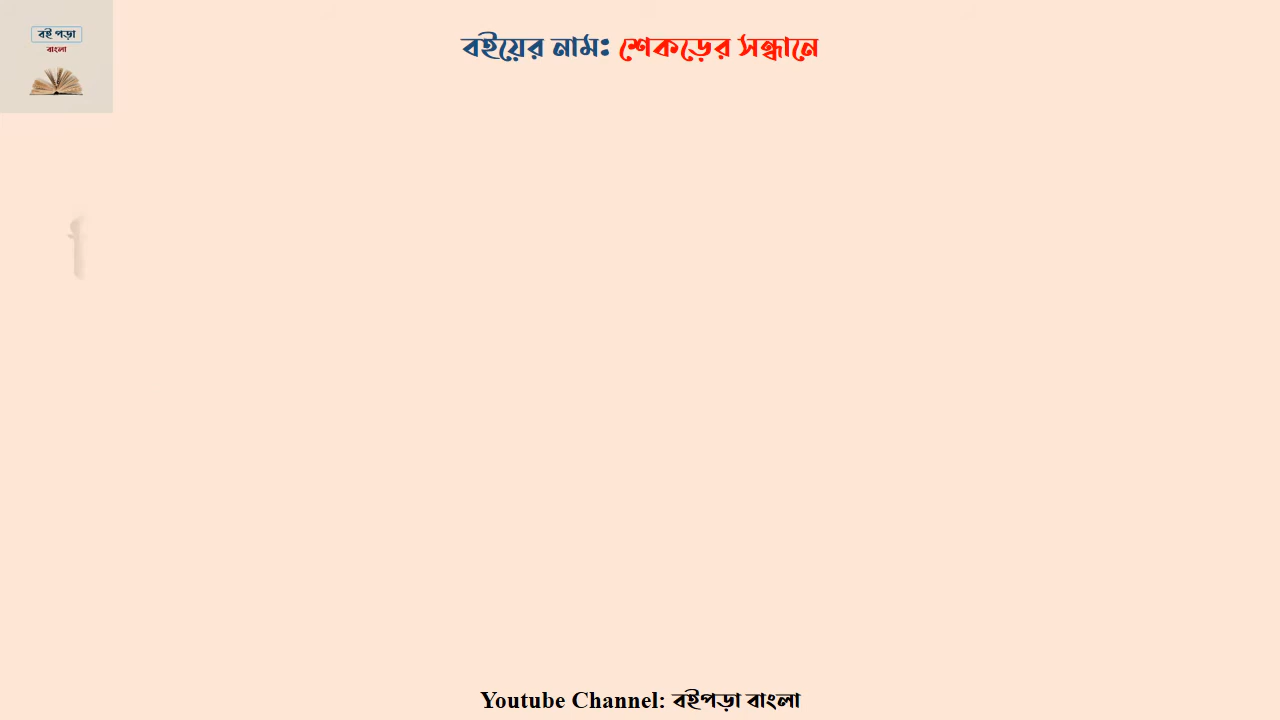 বই পড়া
বাংলা
বইয়ের নাম: শেকড়ের সন্ধানে
Youtube Channel: বইপড়া বাংলা